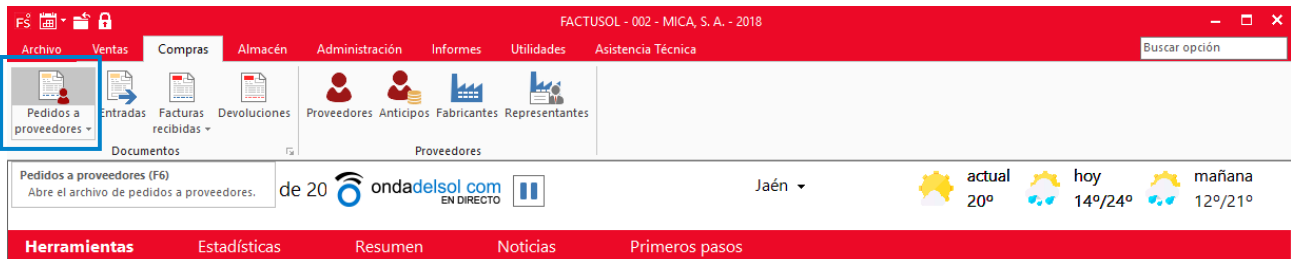 FS FACTUSOL - 002 - MICA, S. A. - 2018
Archivo Ventas Compras Almacén Administración Informes Utilidades Asistencia Técnica Buscar opción
Pedidos a proveedores Entradas Facturas recibidas Devoluciones Proveedores Anticipos Fabricantes Representantes
Documentos Proveedores
Pedidos a proveedores (F6)
Abre el archivo de pedidos a proveedores.
de 20 ondadelsol com Jaén actual hoy mañana
EN DIRECTO 20º 14º/24º 12º/21º
Herramientas Estadísticas Resumen Noticias Primeros pasos